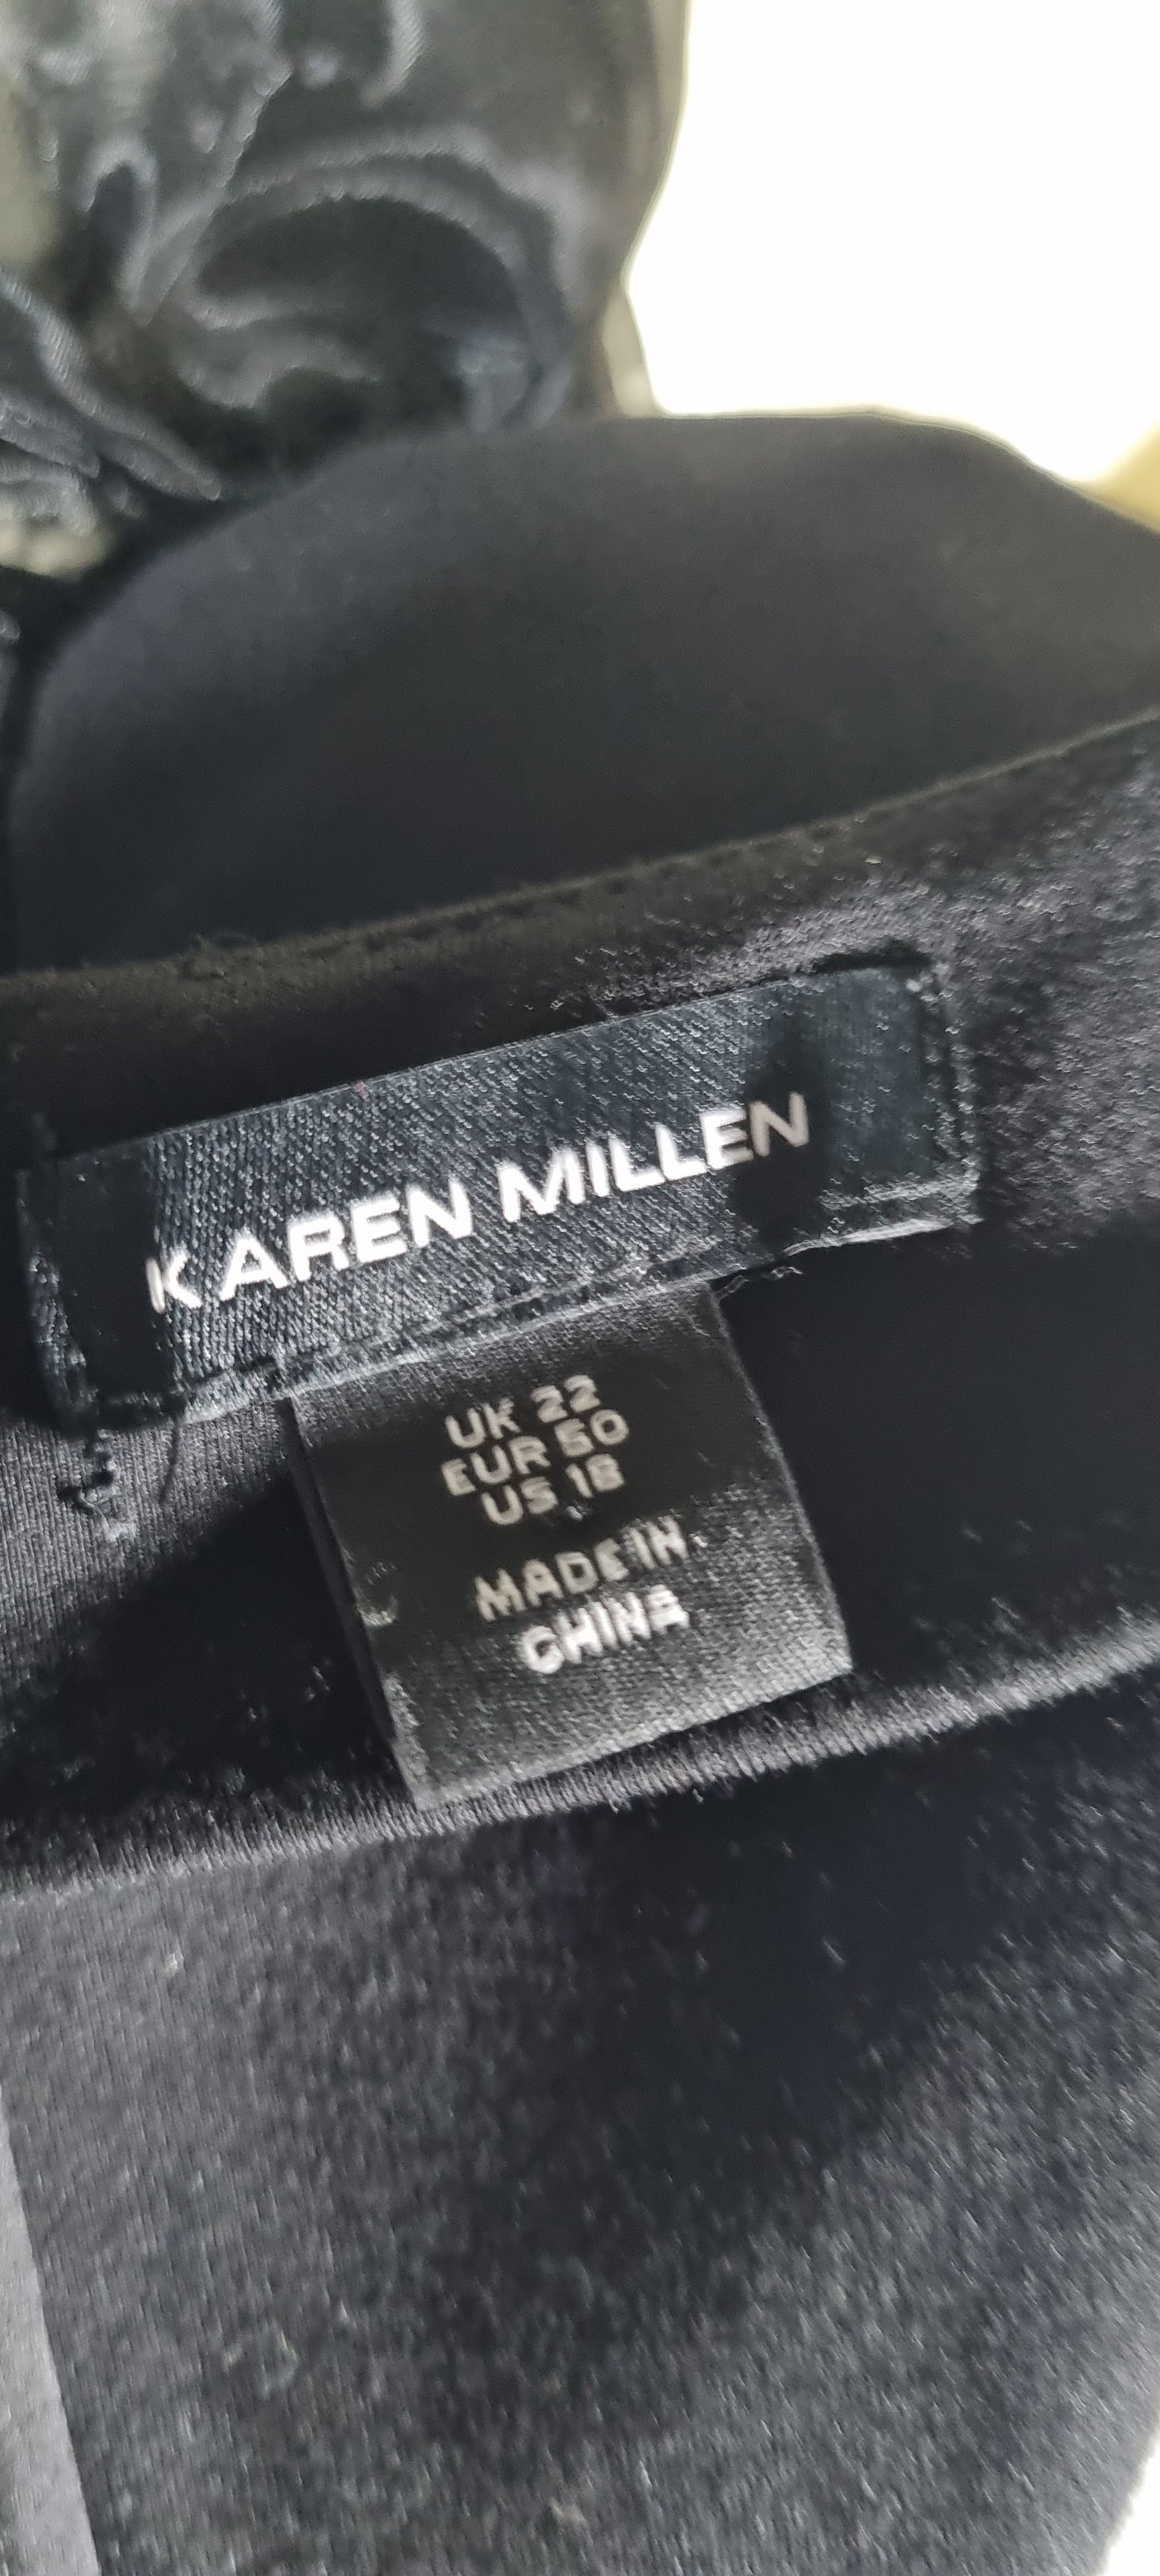 KAREN MILLEN
UK 22
EUR 50
US 18
MADE IN
CHINA